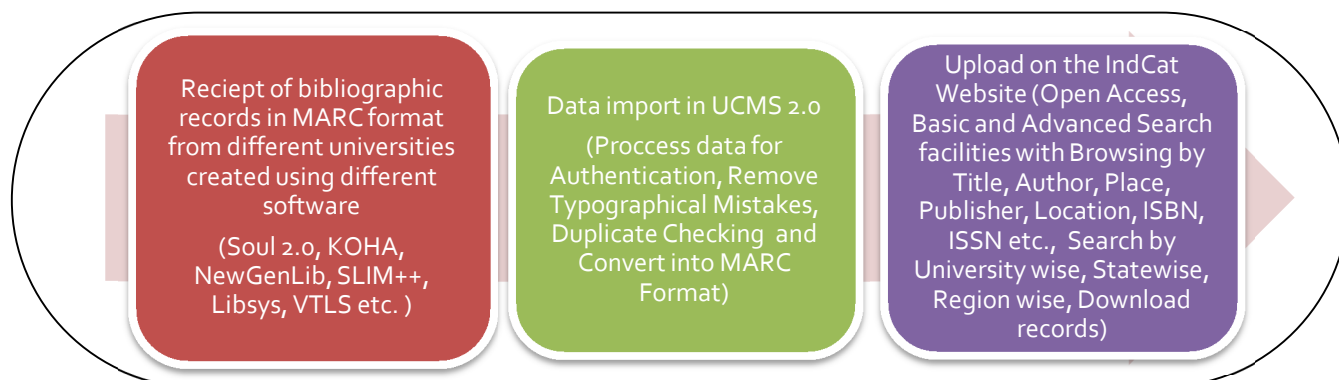 Reciept of bibliographic
records in MARC format
from different universities
created using different
software
(Soul 2.0, KOHA,
NewGenLib, SLIM++,
Libsys, VTLS etc. )
Data import in UCMS 2.0
(Proccess data for
Authentication, Remove
Typographical Mistakes,
Duplicate Checking and
Convert into MARC
Format)
Upload on the IndCat
Website (Open Access,
Basic and Advanced Search
facilities with Browsing by
Title, Author, Place,
Publisher, Location, ISBN,
ISSN etc., Search by
University wise, Statewise,
Region wise, Download
records)